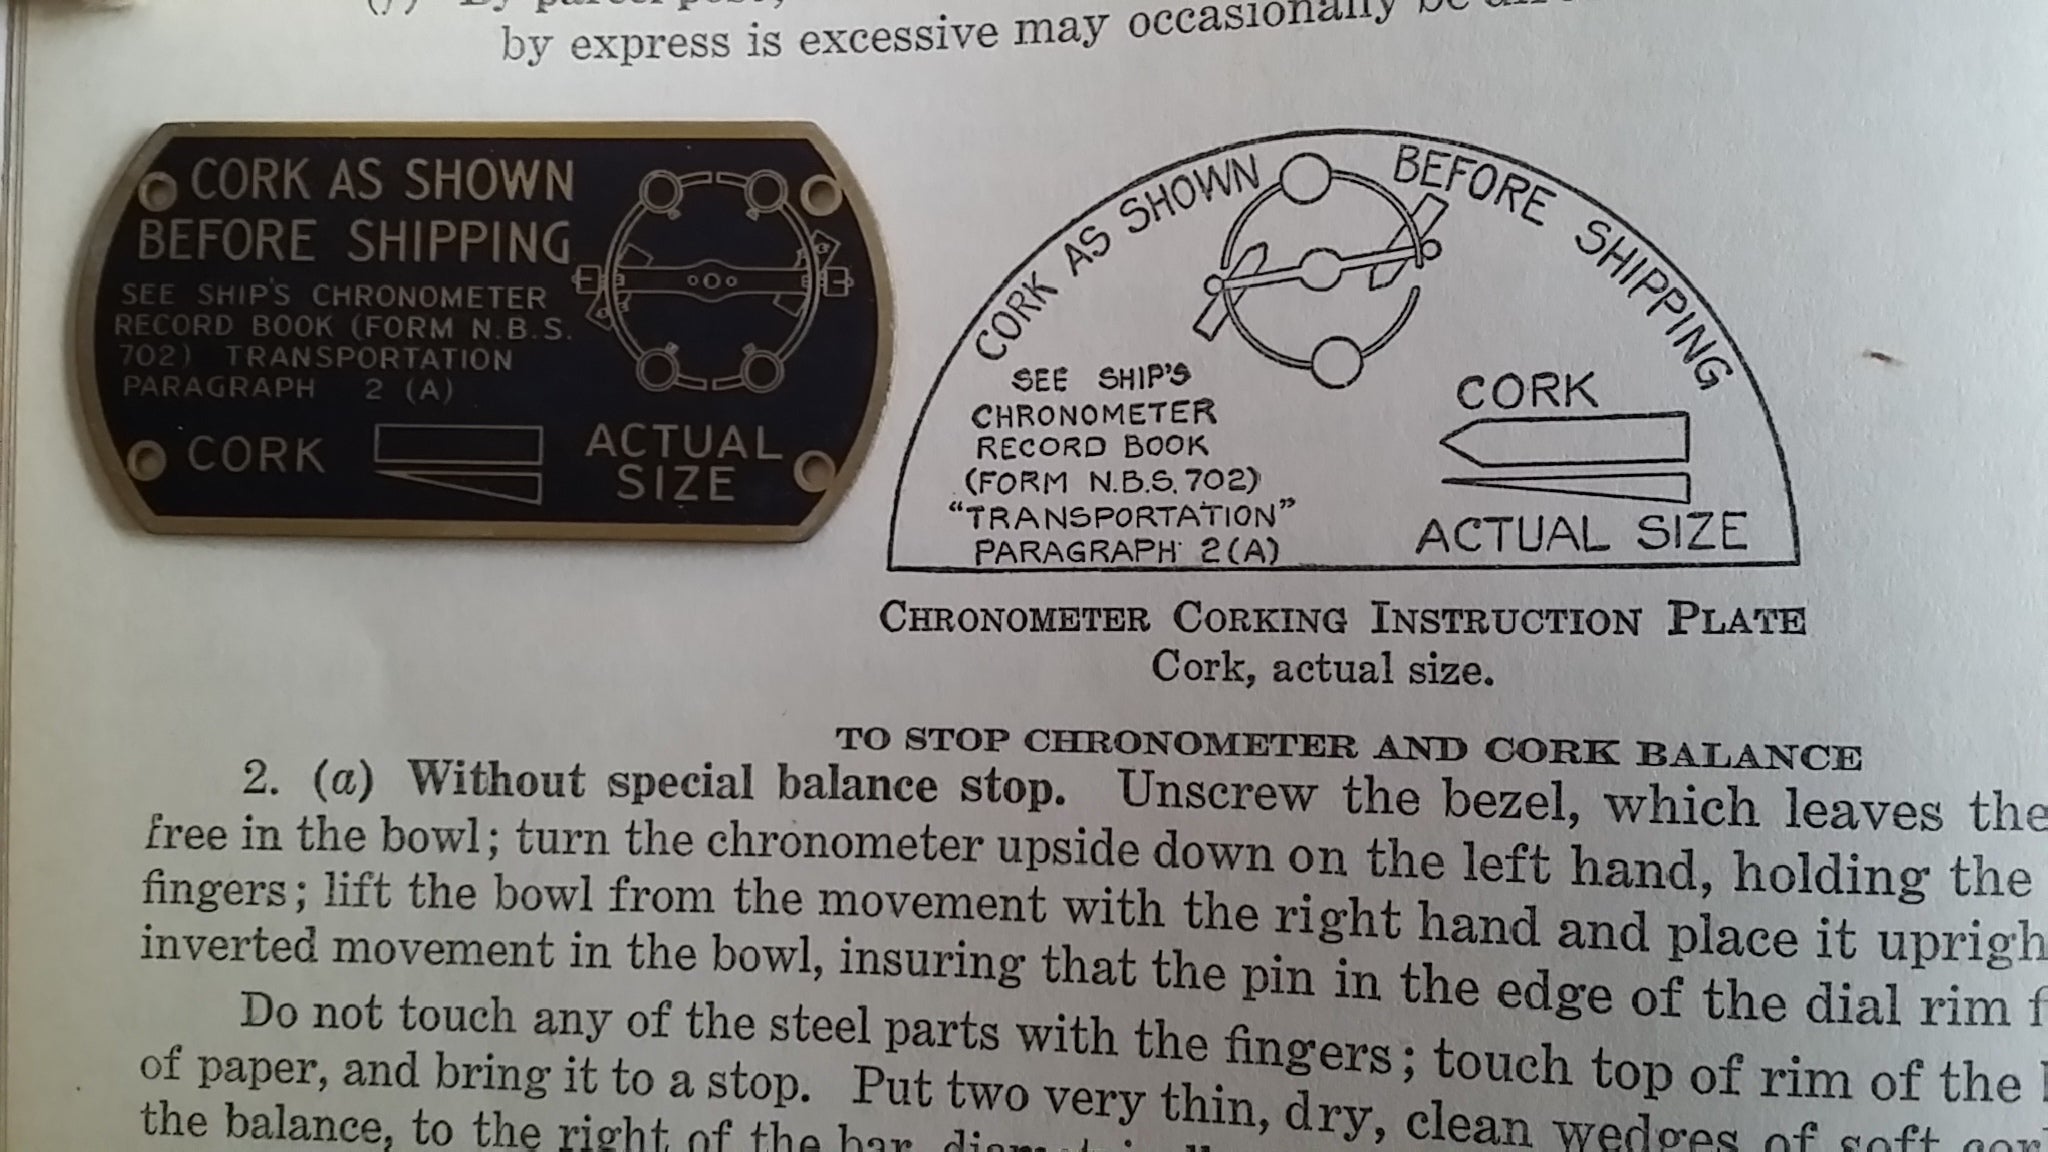 by express is excessive may occasionally be
CORK AS SHOWN
BEFORE SHIPPING
SEE SHIP'S CHRONOMETER
RECORD BOOK (FORM N.B.S.
702) TRANSPORTATION
PARAGRAPH 2 (A)
CORK
ACTUAL
SIZE
CORK AS SHOWN BEFORE SHIPPING
SEE SHIP'S
CHRONOMETER
RECORD BOOK
(FORM N.B.S. 702)
"TRANSPORTATION"
PARAGRAPH 2(A)
CORK
ACTUAL SIZE
CHRONOMETER CORKING INSTRUCTION PLATE
Cork, actual size.
TO STOP CHRONOMETER AND CORK BALANCE
2. (a) Without special balance stop. Unscrew the bezel, which leaves the
free in the bowl; turn the chronometer upside down on the left hand, holding the
fingers; lift the bowl from the movement with the right hand and place it
inverted movement in the bowl, insuring that the pin in the edge of the dial rim
Do not touch any of the steel parts with the fingers; touch top of rim of the
of paper, and bring it to a stop. Put two very thin, dry, clean wedges of soft
the balance, to the right of the bar